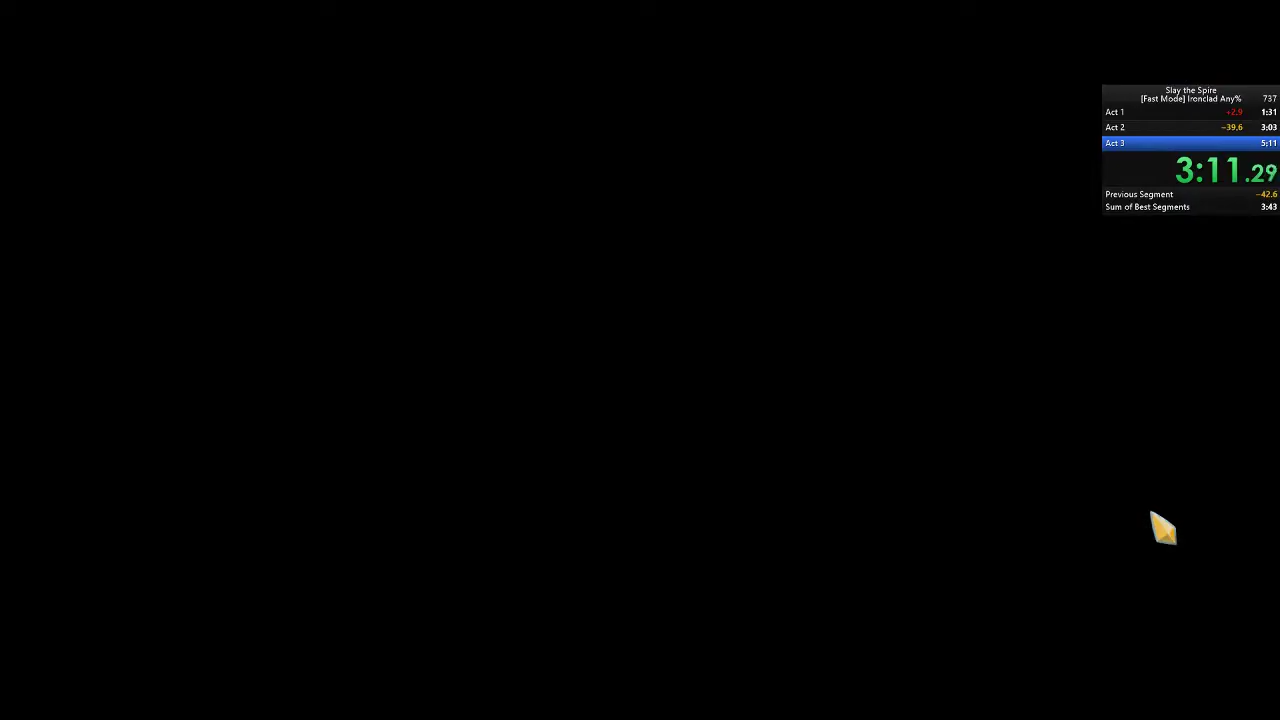 Slay the Spire
[Fast Mode] Ironclad Any% 737
Act 1 +2.9 1:31
Act 2 −39.6 3:03
Act 3 5:11
3:11.29
Previous Segment −42.6
Sum of Best Segments 3:43